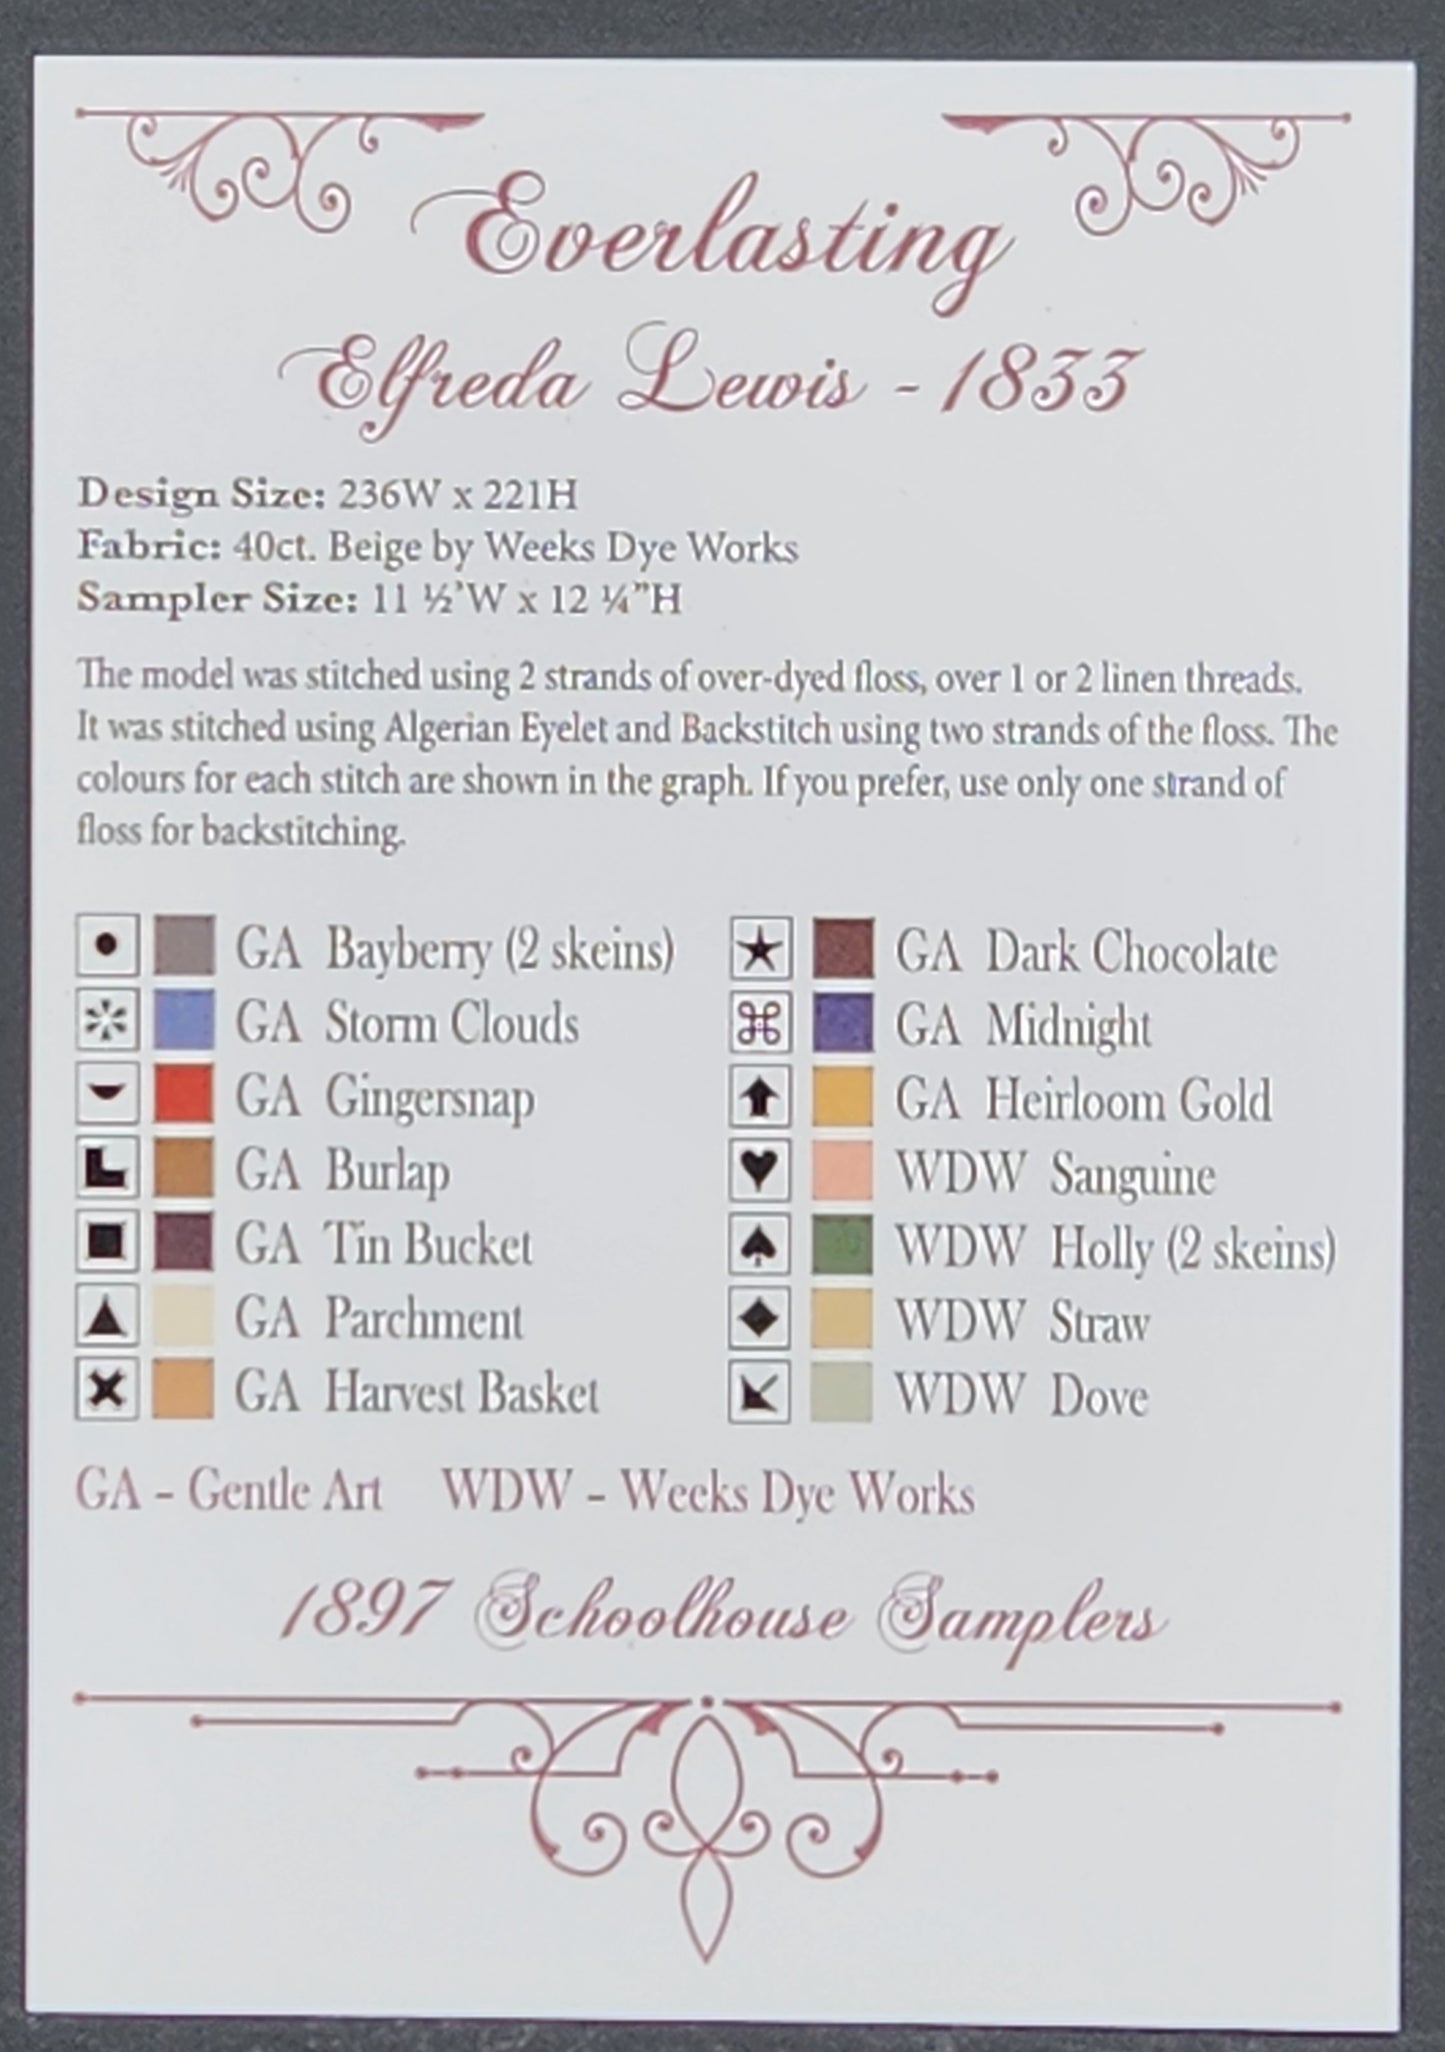 Everlasting
Elfreda Lewis - 1833
Design Size: 236W x 221H
Fabric: 40ct. Beige by Weeks Dye Works
Sampler Size: 11 ½’W x 12 ¼”H
The model was stitched using 2 strands of over-dyed floss, over 1 or 2 linen threads.
It was stitched using Algerian Eyelet and Backstitch using two strands of the floss. The
colours for each stitch are shown in the graph. If you prefer, use only one strand of
floss for backstitching.
GA Bayberry (2 skeins)
GA Storm Clouds
GA Gingersnap
GA Burlap
GA Tin Bucket
GA Parchment
GA Harvest Basket
GA Dark Chocolate
GA Midnight
GA Heirloom Gold
WDW Sanguine
WDW Holly (2 skeins)
WDW Straw
WDW Dove
GA - Gentle Art WDW - Weeks Dye Works
1897 Schoolhouse Samplers